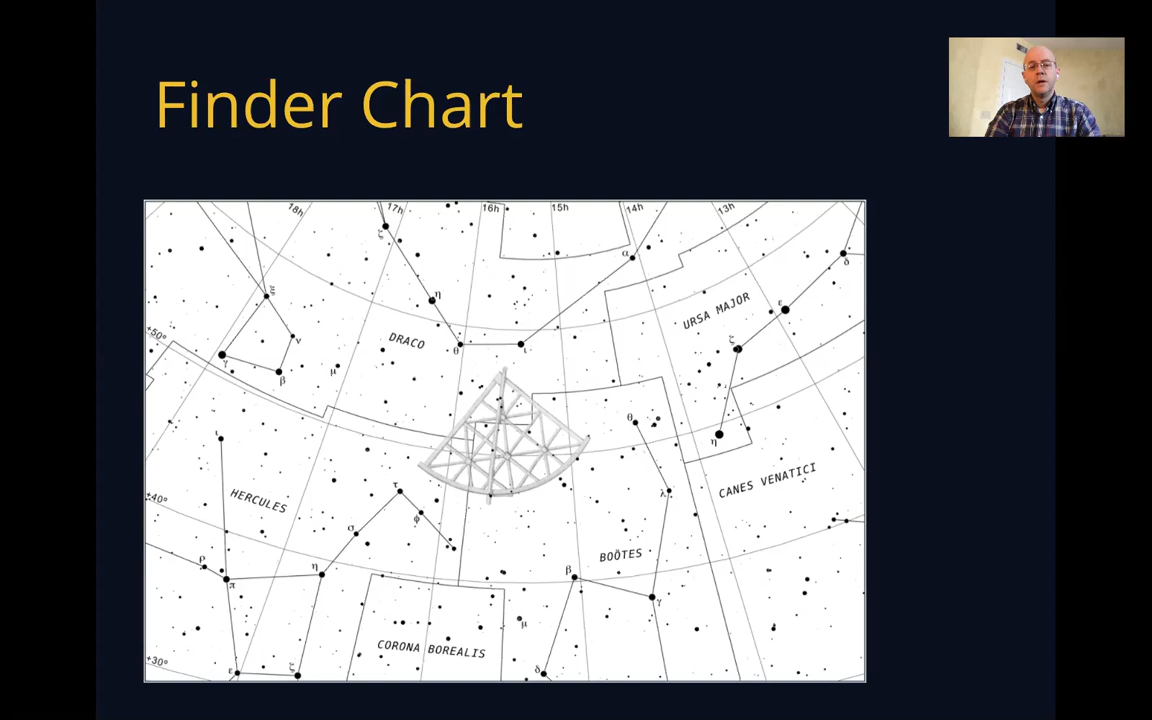 Finder Chart
18h
17h
16h
15h
14h
13h
ζ
α
δ
μ
η
ε
URSA MAJOR
+50°
ν
DRACO
θ
ι
ζ
γ
β
μ
θ
η
ι
τ
λ
CANES VENATICI
+40°
HERCULES
φ
σ
BOÖTES
ρ
η
β
π
γ
μ
CORONA BOREALIS
+30°
ε
ζ
δ